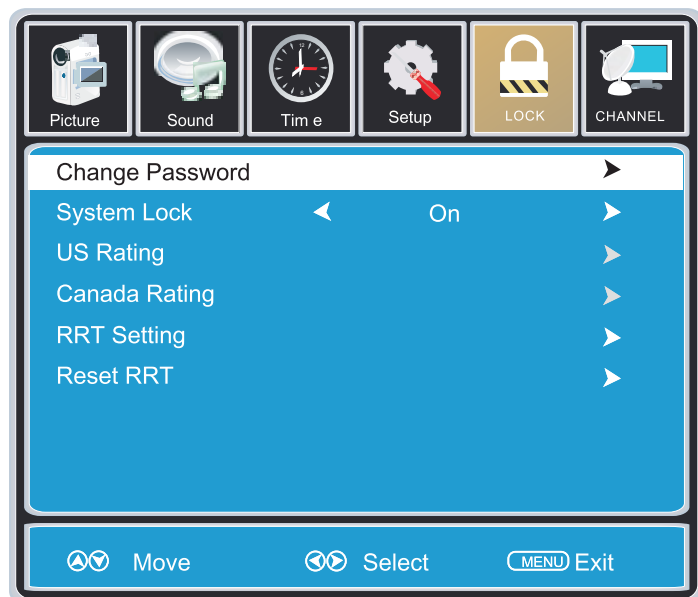 Picture Sound Tim e Setup LOCK CHANNEL
Change Password
System Lock On
US Rating
Canada Rating
RRT Setting
Reset RRT
Move Select MENU Exit